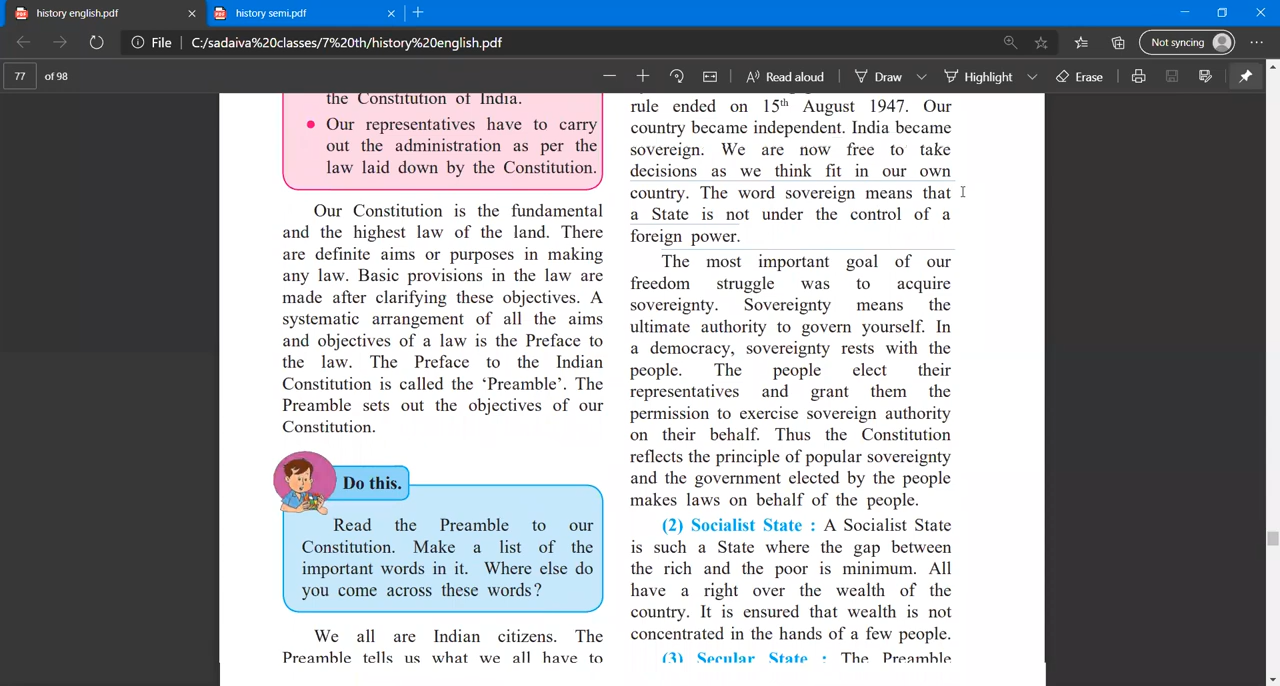 history english.pdf
history semi.pdf
File
C:/sadaiva%20classes/7%20th/history%20english.pdf
Not syncing
77
of 98
Read aloud
Draw
Highlight
Erase
the Constitution of India.
• Our representatives have to carry
out the administration as per the
law laid down by the Constitution.
Our Constitution is the fundamental
and the highest law of the land. There
are definite aims or purposes in making
any law. Basic provisions in the law are
made after clarifying these objectives. A
systematic arrangement of all the aims
and objectives of a law is the Preface to
the law. The Preface to the Indian
Constitution is called the ‘Preamble’. The
Preamble sets out the objectives of our
Constitution.
Do this.
Read the Preamble to our
Constitution. Make a list of the
important words in it. Where else do
you come across these words?
We all are Indian citizens. The
Preamble tells us what we all have to
rule ended on 15th August 1947. Our
country became independent. India became
sovereign. We are now free to take
decisions as we think fit in our own
country. The word sovereign means that
a State is not under the control of a
foreign power.
The most important goal of our
freedom struggle was to acquire
sovereignty. Sovereignty means the
ultimate authority to govern yourself. In
a democracy, sovereignty rests with the
people. The people elect their
representatives and grant them the
permission to exercise sovereign authority
on their behalf. Thus the Constitution
reflects the principle of popular sovereignty
and the government elected by the people
makes laws on behalf of the people.
(2) Socialist State : A Socialist State
is such a State where the gap between
the rich and the poor is minimum. All
have a right over the wealth of the
country. It is ensured that wealth is not
concentrated in the hands of a few people.
(3) Secular State : The Preamble